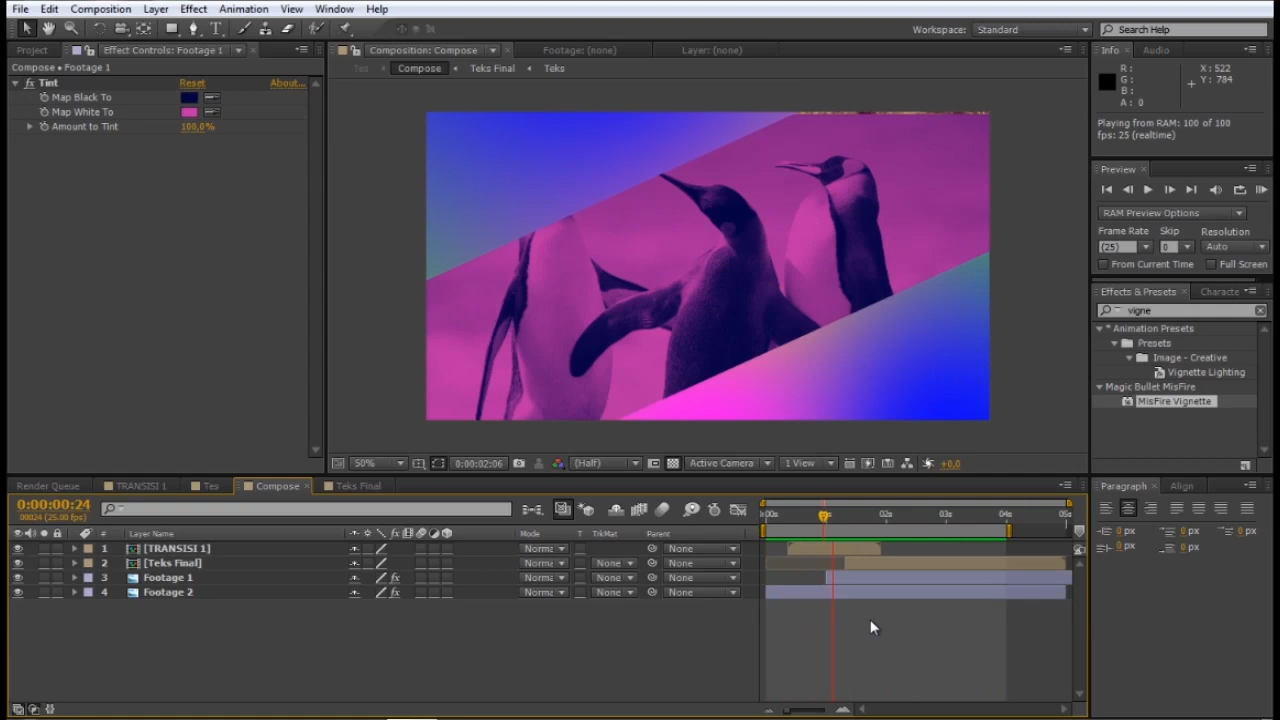 File Edit Composition Layer Effect Animation View Window Help
Workspace: Standard Search Help
Project Effect Controls: Footage 1 Composition: Compose Footage: (none) Layer: (none) Info Audio
Compose • Footage 1 Tes Compose Teks Final Teks
R: X: 522
G: Y: 784
B:
A: 0
Tint Reset About...
Map Black To
Map White To
Amount to Tint 100,0%
Playing from RAM: 100 of 100
fps: 25 (realtime)
Preview
RAM Preview Options
Frame Rate Skip Resolution
(25) 0 Auto
From Current Time Full Screen
Effects & Presets Characte
vigne
* Animation Presets
Presets
Image - Creative
Vignette Lighting
Magic Bullet MisFire
MisFire Vignette
50% 0:00:02:06 (Half) Active Camera 1 View +0,0
Render Queue TRANSISI 1 Tes Compose Teks Final Paragraph Align
0:00:00:24
00024 (25.00 fps)
02s 03s 04s 05s
# Layer Name Mode T TrkMat Parent
1 [TRANSISI 1] Norma None
2 [Teks Final] Norma None None
3 Footage 1 Norma None None
4 Footage 2 Norma None None
0 px 0 px 0 px
0 px 0 px